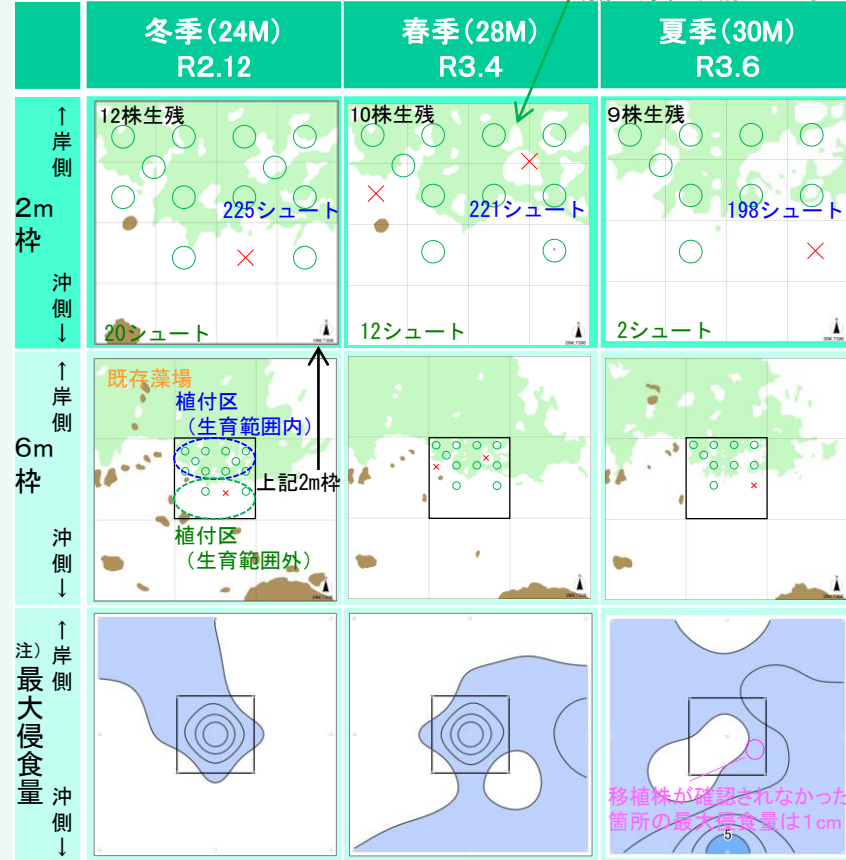 冬季(24M)
R2.12
春季(28M)
R3.4
夏季(30M)
R3.6
↑岸側
2m枠
沖側↓
12株生残
225シュート
20シュート
10株生残
221シュート
12シュート
9株生残
198シュート
2シュート
↑岸側
6m枠
沖側↓
既存藻場
植付区
(生育範囲内)
上記2m枠
植付区
(生育範囲外)
↑岸側
注)最大侵食量
沖側↓
移植株が確認されなかった
箇所の最大侵食量は1cm
5